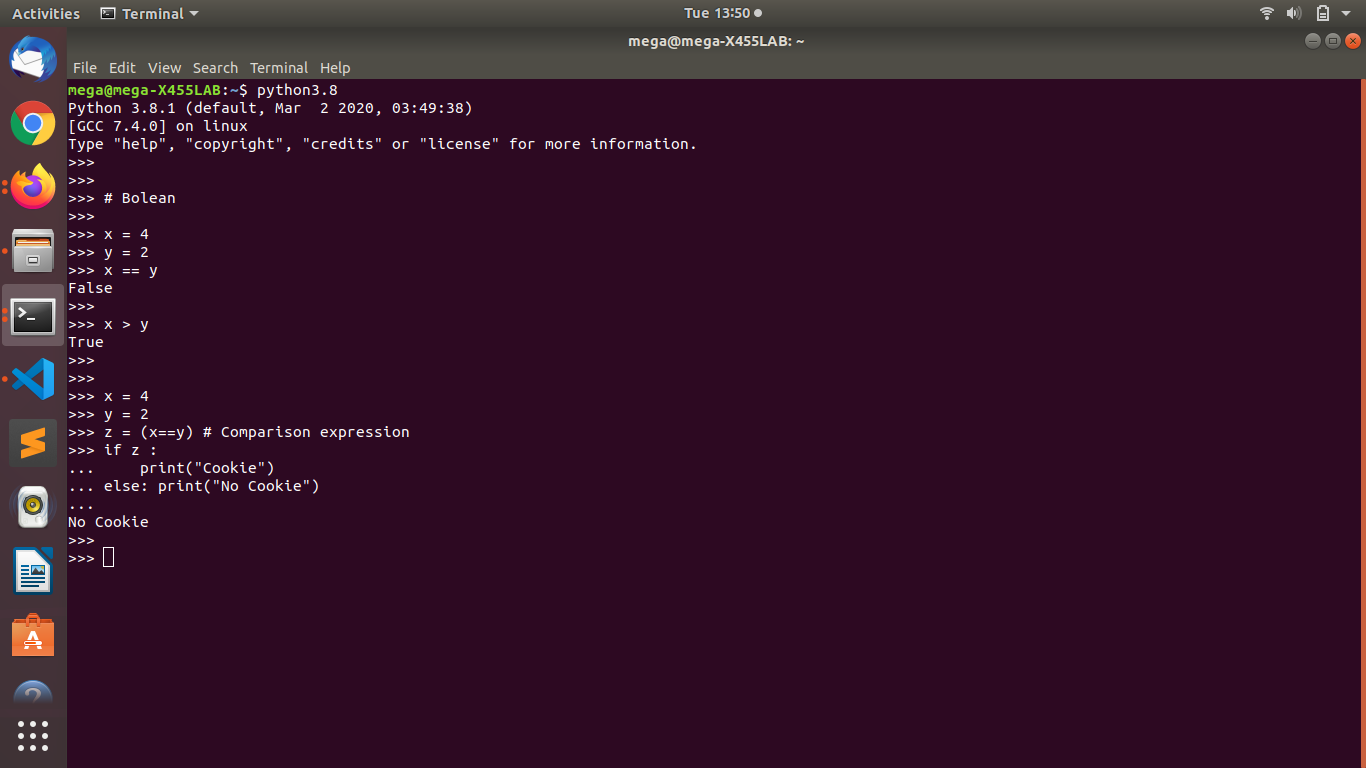 Activities Terminal Tue 13:50
mega@mega-X455LAB: ~
File Edit View Search Terminal Help
mega@mega-X455LAB:~$ python3.8
Python 3.8.1 (default, Mar  2 2020, 03:49:38)
[GCC 7.4.0] on linux
Type "help", "copyright", "credits" or "license" for more information.
>>>
>>>
>>> # Bolean
>>>
>>> x = 4
>>> y = 2
>>> x == y
False
>>>
>>> x > y
True
>>>
>>>
>>> x = 4
>>> y = 2
>>> z = (x==y) # Comparison expression
>>> if z :
...     print("Cookie")
... else: print("No Cookie")
...
No Cookie
>>>
>>>